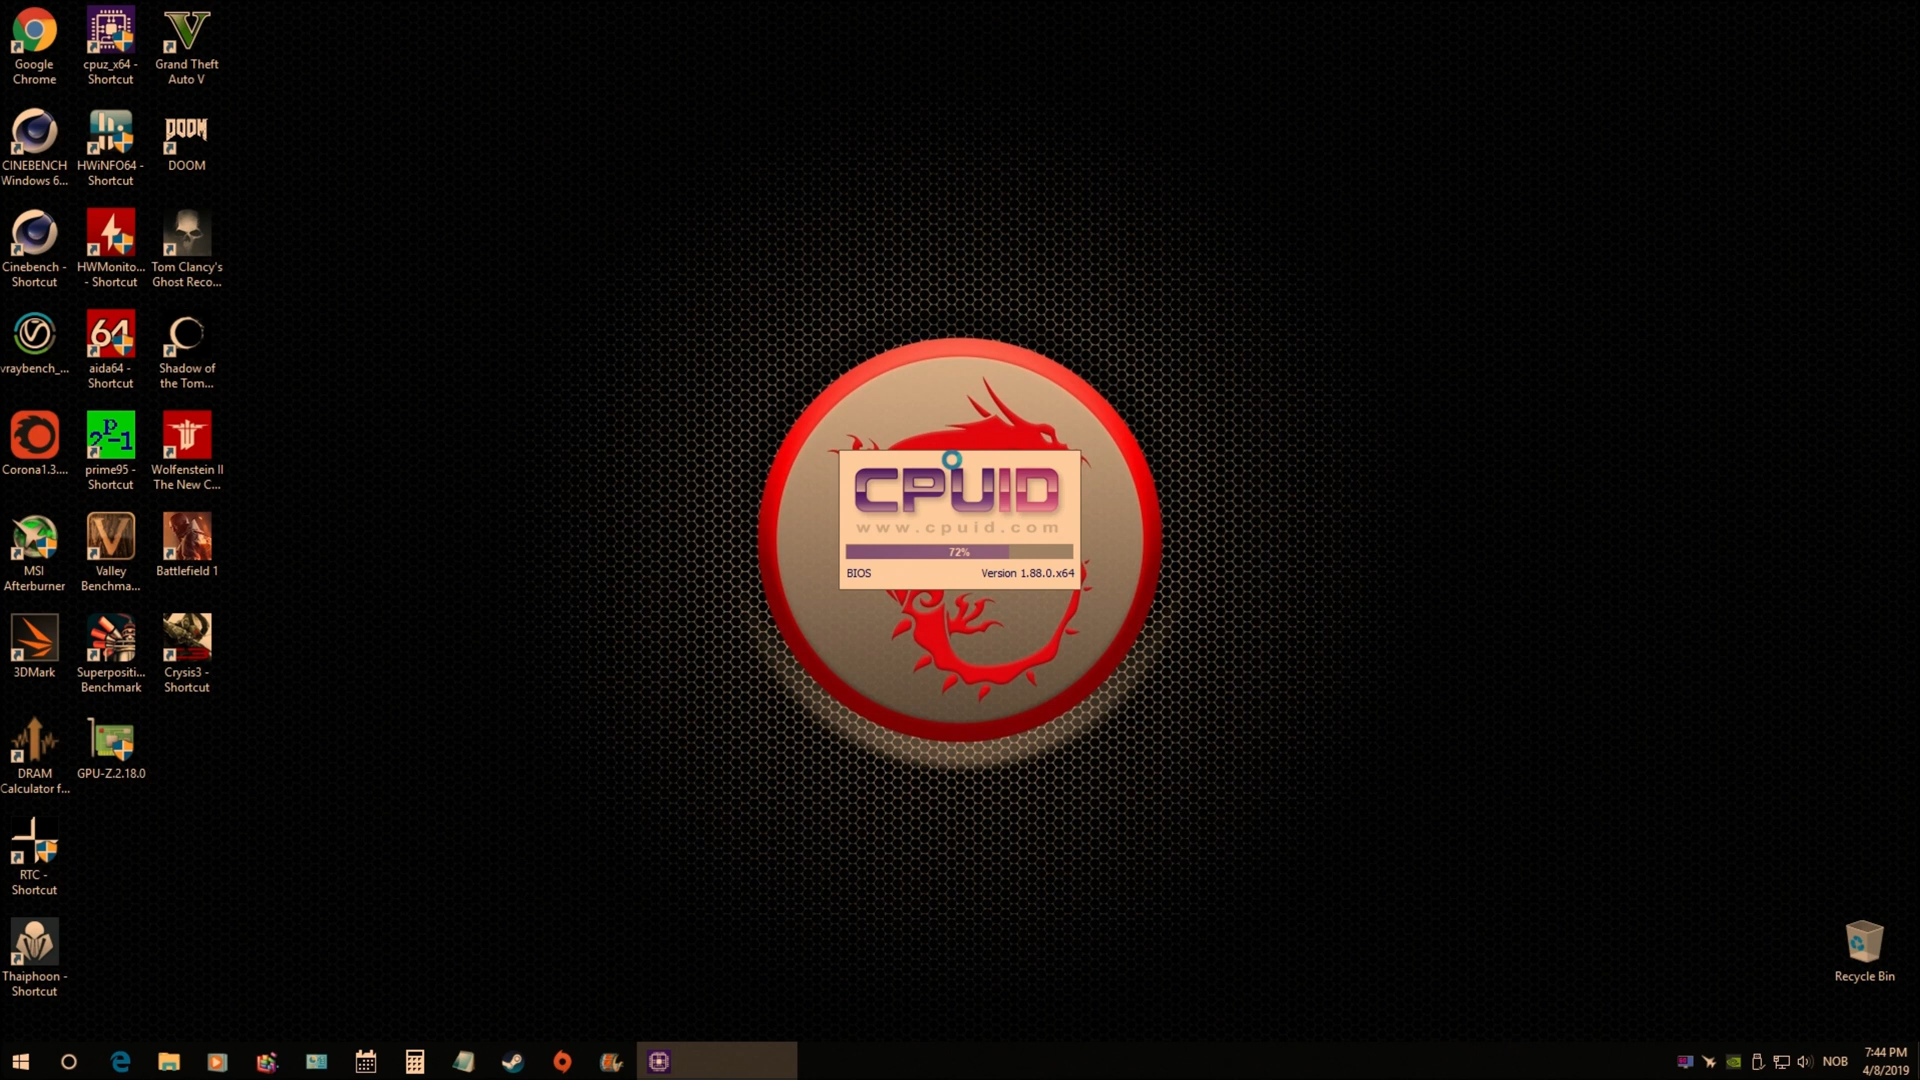 Google
Chrome
cpuz_x64 -
Shortcut
Grand Theft
Auto V
CINEBENCH
Windows 6...
HWiNFO64 -
Shortcut
DOOM
DOOM
Cinebench -
Shortcut
HWMonito...
- Shortcut
Tom Clancy's
Ghost Reco...
vraybench_...
64
aida64 -
Shortcut
Shadow of
the Tom...
Corona1.3....
2P-1
prime95 -
Shortcut
Wolfenstein II
The New C...
MSI
Afterburner
Valley
Benchma...
Battlefield 1
3DMark
Superpositi...
Benchmark
Crysis3 -
Shortcut
DRAM
Calculator f...
GPU-Z.2.18.0
RTC -
Shortcut
Thaiphoon -
Shortcut
CPUID
www.cpuid.com
72%
BIOS
Version 1.88.0.x64
Recycle Bin
NOB
7:44 PM
4/8/2019